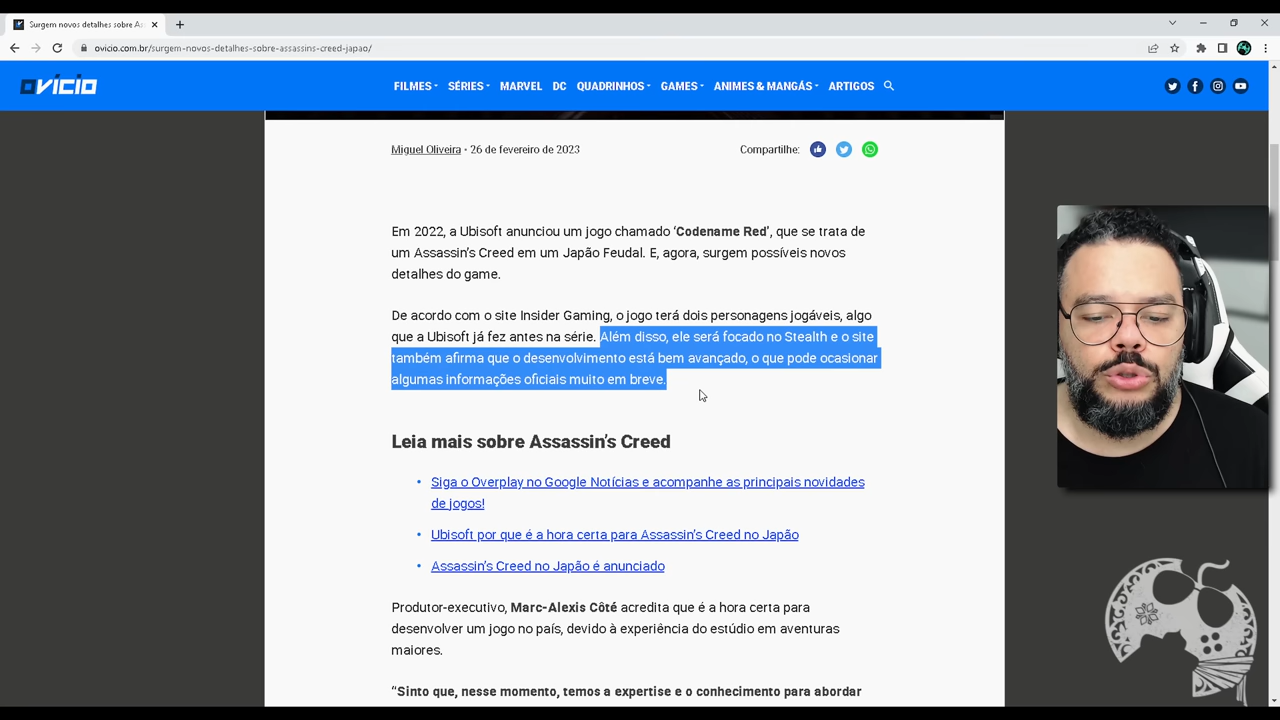 Surgem novos detalhes sobre As
ovicio.com.br/surgem-novos-detalhes-sobre-assassins-creed-japao/
ovicio
FILMES SÉRIES MARVEL DC QUADRINHOS GAMES ANIMES & MANGÁS ARTIGOS
Miguel Oliveira • 26 de fevereiro de 2023
Compartilhe:
Em 2022, a Ubisoft anunciou um jogo chamado ‘Codename Red’, que se trata de
um Assassin’s Creed em um Japão Feudal. E, agora, surgem possíveis novos
detalhes do game.
De acordo com o site Insider Gaming, o jogo terá dois personagens jogáveis, algo
que a Ubisoft já fez antes na série. Além disso, ele será focado no Stealth e o site
também afirma que o desenvolvimento está bem avançado, o que pode ocasionar
algumas informações oficiais muito em breve.
Leia mais sobre Assassin’s Creed
• Siga o Overplay no Google Notícias e acompanhe as principais novidades
de jogos!
• Ubisoft por que é a hora certa para Assassin’s Creed no Japão
• Assassin’s Creed no Japão é anunciado
Produtor-executivo, Marc-Alexis Côté acredita que é a hora certa para
desenvolver um jogo no país, devido à experiência do estúdio em aventuras
maiores.
“Sinto que, nesse momento, temos a expertise e o conhecimento para abordar